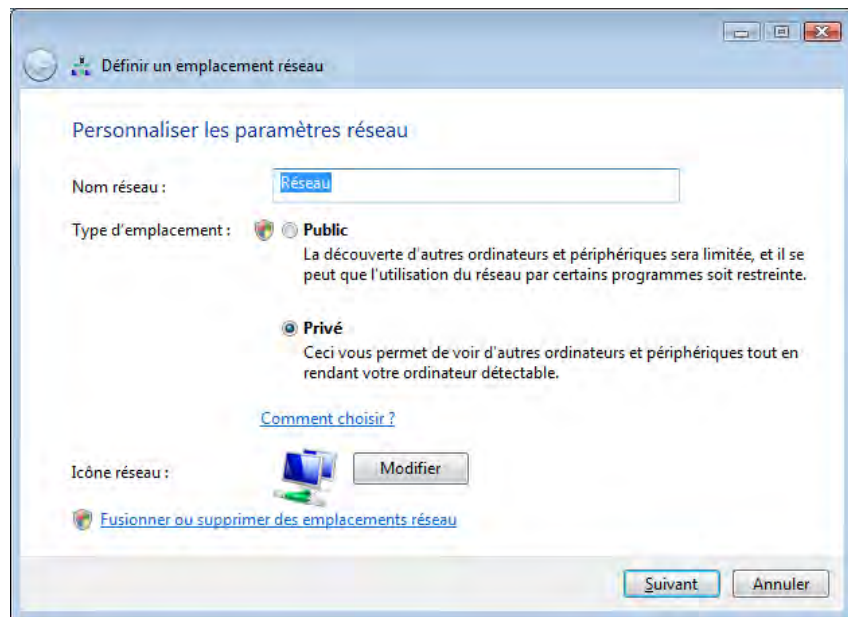 Définir un emplacement réseau
Personnaliser les paramètres réseau
Nom réseau :
Réseau
Type d'emplacement :
Public
La découverte d'autres ordinateurs et périphériques sera limitée, et il se
peut que l'utilisation du réseau par certains programmes soit restreinte.
Privé
Ceci vous permet de voir d'autres ordinateurs et périphériques tout en
rendant votre ordinateur détectable.
Comment choisir ?
Icône réseau :
Modifier
Fusionner ou supprimer des emplacements réseau
Suivant
Annuler